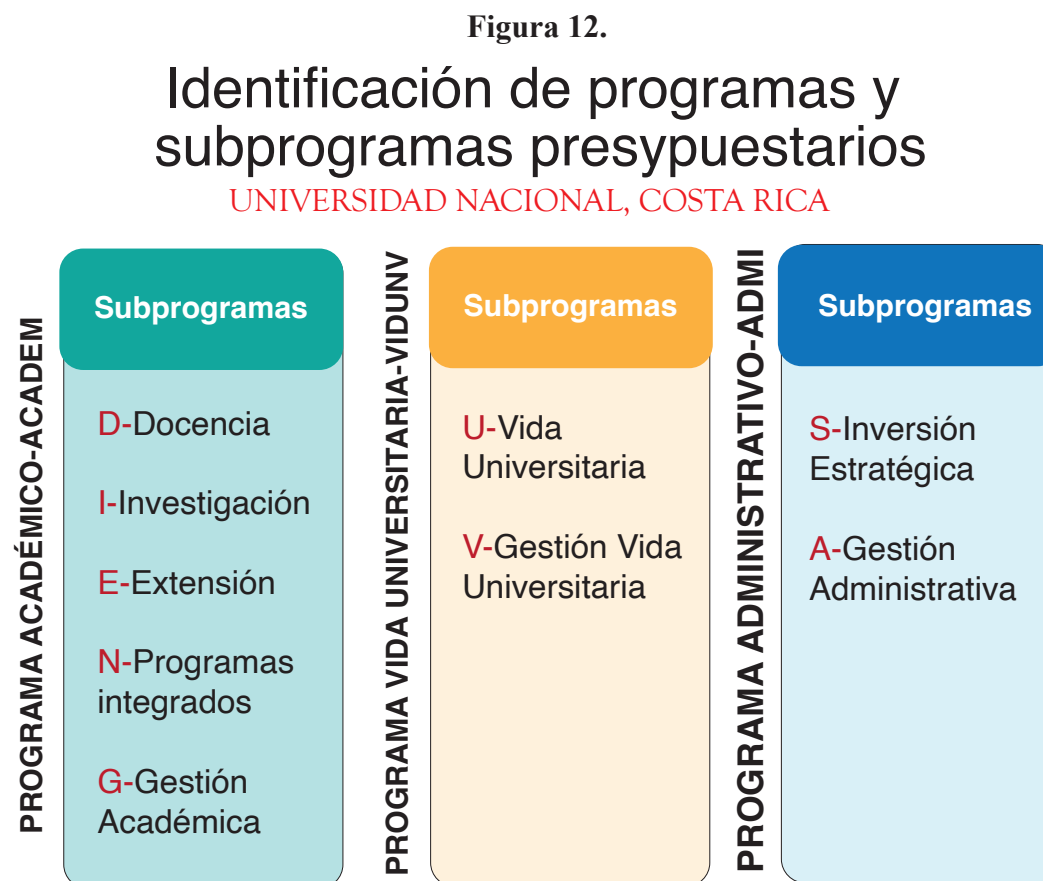 Figura 12.
Identificación de programas y
subprogramas presypuestarios
UNIVERSIDAD NACIONAL, COSTA RICA
PROGRAMA ACADÉMICO-ACADEM
Subprogramas
D-Docencia
I-Investigación
E-Extensión
N-Programas
integrados
G-Gestión
Académica
PROGRAMA VIDA UNIVERSITARIA-VIDUNV
Subprogramas
U-Vida
Universitaria
V-Gestión Vida
Universitaria
PROGRAMA ADMINISTRATIVO-ADMI
Subprogramas
S-Inversión
Estratégica
A-Gestión
Administrativa